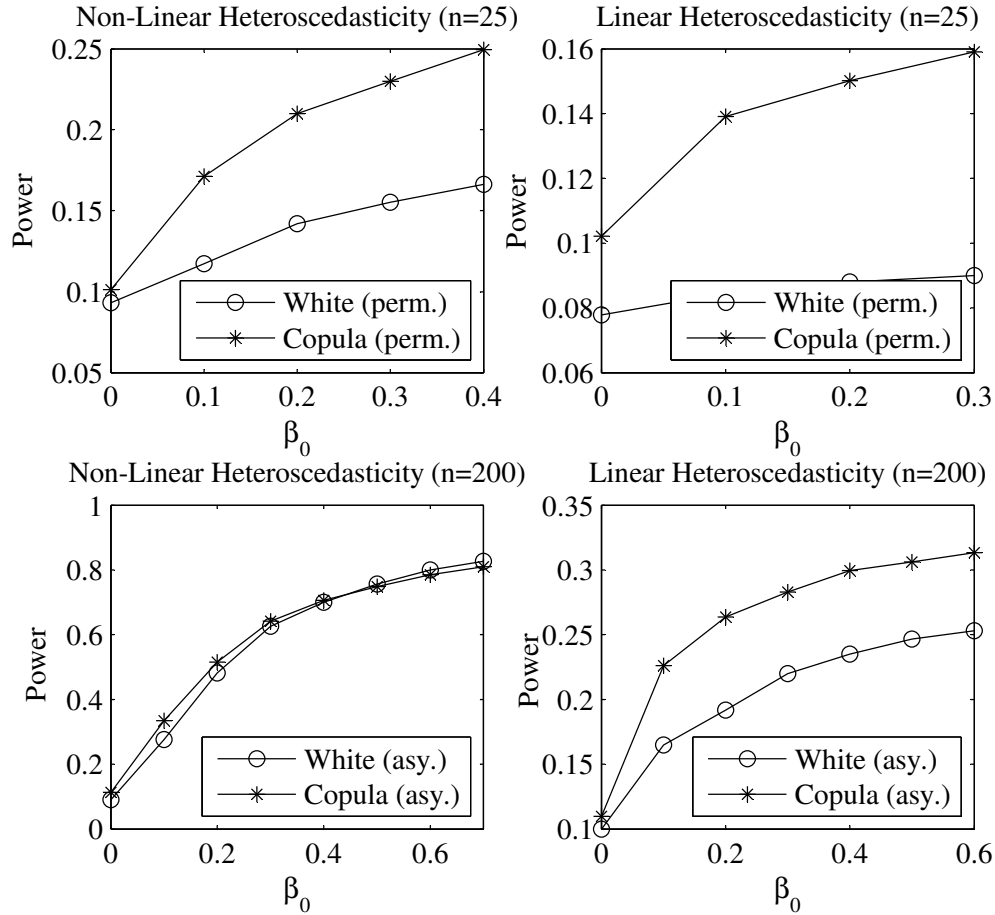 Non-Linear Heteroscedasticity (n=25)
0.25
0.2
0.15
0.1
0.05
Power
0 0.1 0.2 0.3 0.4
β0
White (perm.)
Copula (perm.)
Linear Heteroscedasticity (n=25)
0.16
0.14
0.12
0.1
0.08
0.06
Power
0 0.1 0.2 0.3
β0
White (perm.)
Copula (perm.)
Non-Linear Heteroscedasticity (n=200)
1
0.8
0.6
0.4
0.2
0
Power
0 0.2 0.4 0.6
β0
White (asy.)
Copula (asy.)
Linear Heteroscedasticity (n=200)
0.35
0.3
0.25
0.2
0.15
0.1
Power
0 0.2 0.4 0.6
β0
White (asy.)
Copula (asy.)